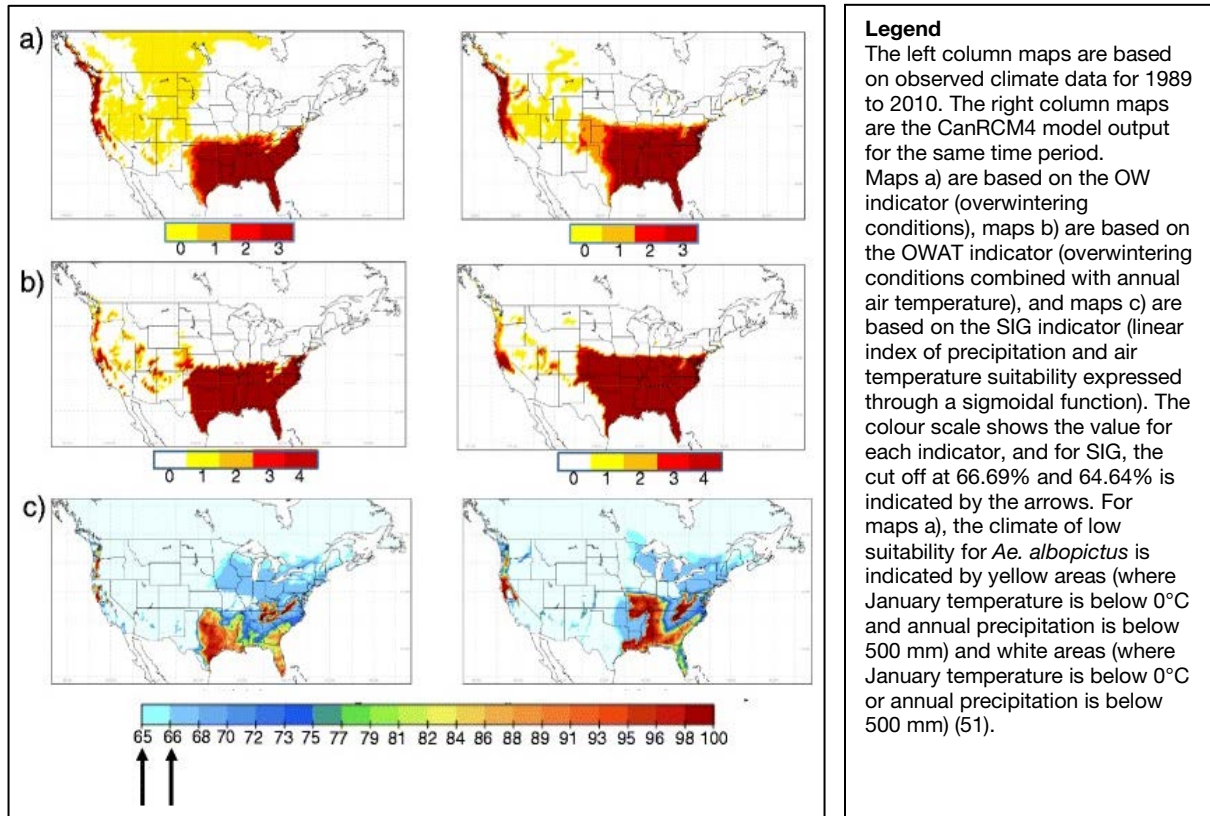 a)
0 1 2 3
0 1 2 3
b)
0 1 2 3 4
0 1 2 3 4
c)
65 66 68 70 72 73 75 77 79 81 82 84 86 88 91 93 95 96 98 100
Legend
The left column maps are based
on observed climate data for 1989
to 2010. The right column maps
are the CanRCM4 model output
for the same time period.
Maps a) are based on the OW
indicator (overwintering
conditions), maps b) are based on
the OWAT indicator (overwintering
conditions combined with annual
air temperature), and maps c) are
based on the SIG indicator (linear
index of precipitation and air
temperature suitability expressed
through a sigmoidal function). The
colour scale shows the value for
each indicator, and for SIG, the
cut off at 66.69% and 64.64% is
indicated by the arrows. For
maps a), the climate of low
suitability for Ae. albopictus is
indicated by yellow areas (where
January temperature is below 0°C
and annual precipitation is below
500 mm) and white areas (where
January temperature is below 0°C
or annual precipitation is below
500 mm) (51).